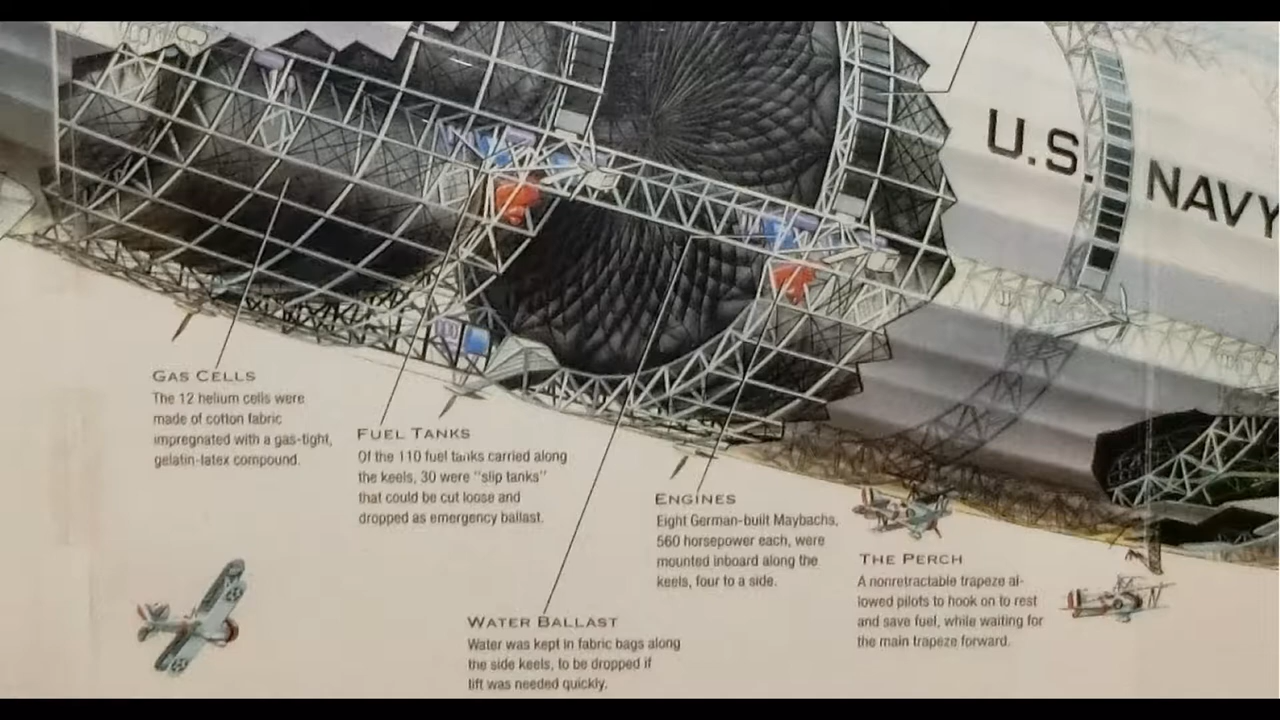 U.S. NAVY
GAS CELLS
The 12 helium cells were
made of cotton fabric
impregnated with a gas-tight,
gelatin-latex compound.
FUEL TANKS
Of the 110 fuel tanks carried along
the keels, 30 were "slip tanks"
that could be cut loose and
dropped as emergency ballast.
WATER BALLAST
Water was kept in fabric bags along
the side keels, to be dropped if
lift was needed quickly.
ENGINES
Eight German-built Maybachs,
560 horsepower each, were
mounted inboard along the
keels, four to a side.
THE PERCH
A nonretractable trapeze al-
lowed pilots to hook on to rest
and save fuel, while waiting for
the main trapeze forward.